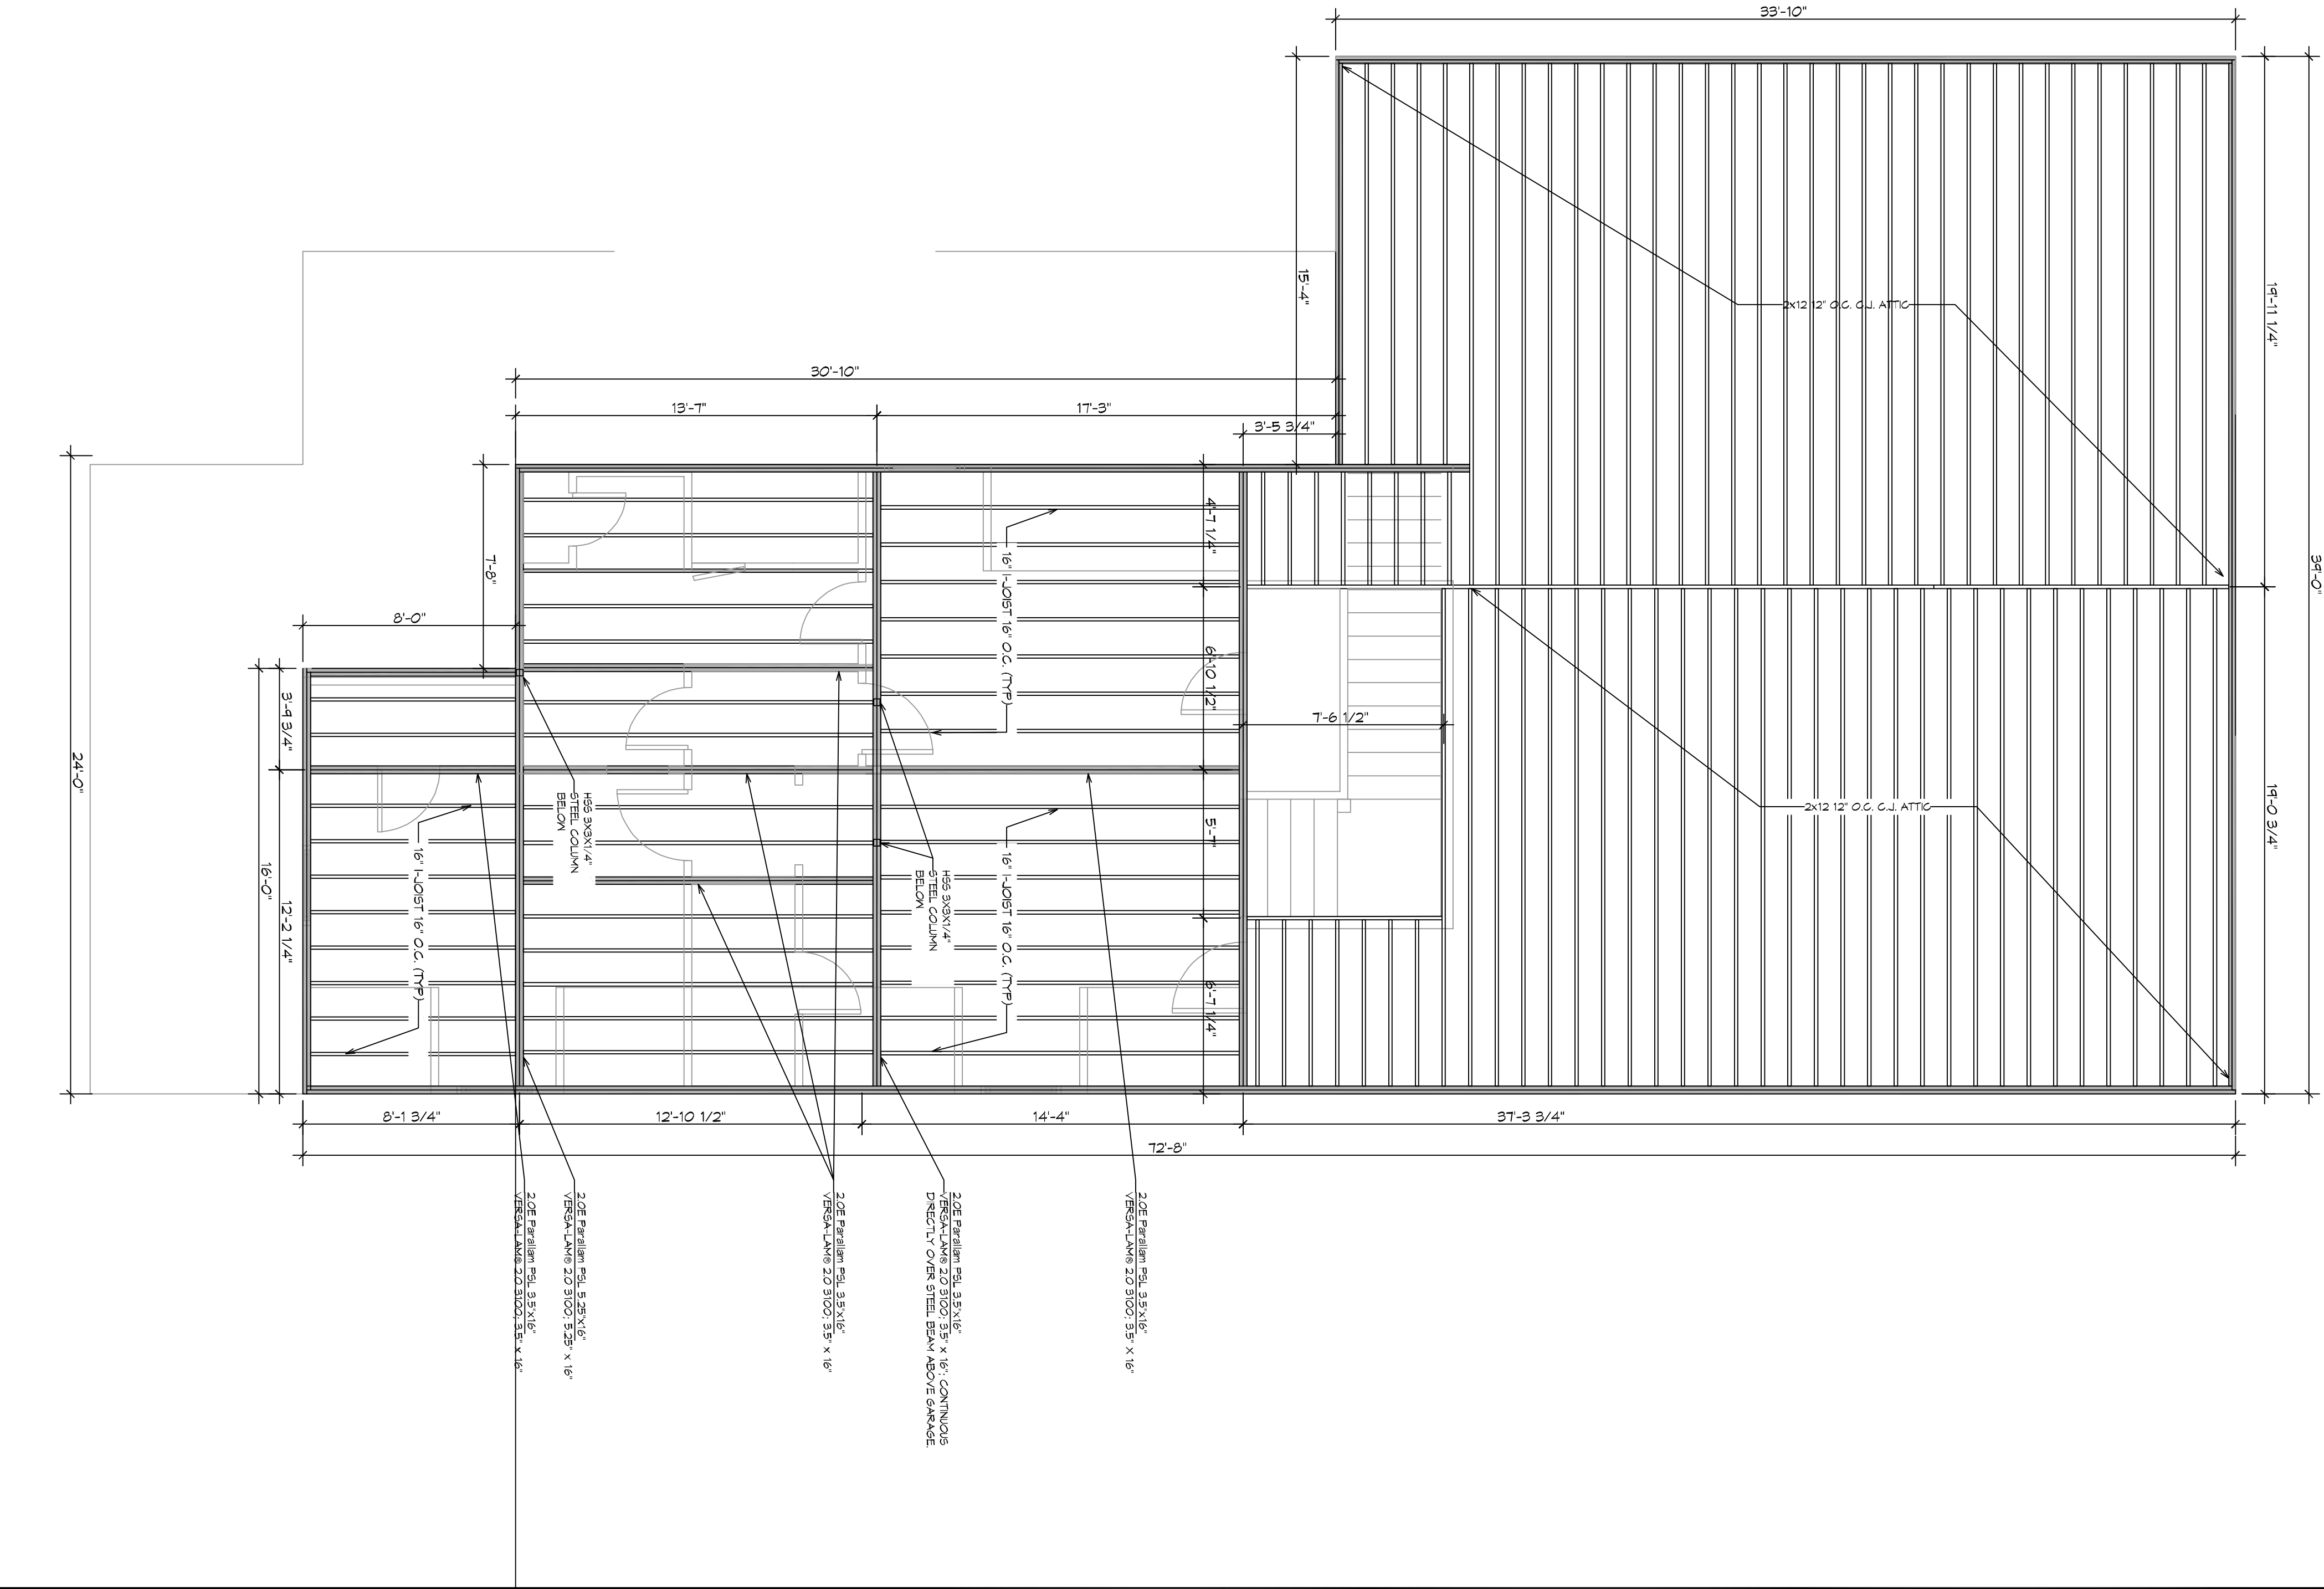 33'-10"
15'-4"
19'-11 1/4"
39'-0"
2x12 12" O.C. C.J. ATTIC
30'-10"
13'-7"
17'-3"
3'-5 3/4"
7'-8"
4'-7 1/4"
16" I-JOIST 16" O.C. (TYP)
8'-0"
6'-10 1/2"
7'-6 1/2"
3'-9 3/4"
24'-0"
16'-0"
12'-2 1/4"
16" I-JOIST 16" O.C. (TYP)
HSS 3X3X1/4"
STEEL COLUMN
BELOW
HSS 3X3X1/4"
STEEL COLUMN
BELOW
16" I-JOIST 16" O.C. (TYP)
5'-7"
6'-7 1/4"
2x12 12" O.C. C.J. ATTIC
19'-0 3/4"
8'-1 3/4"
12'-10 1/2"
14'-4"
37'-3 3/4"
72'-8"
2.0E Parallam PSL 3.5"x16"
VERSA-LAM® 2.0 3100; 3.5" x 16"
2.0E Parallam PSL 5.25"x16"
VERSA-LAM® 2.0 3100; 5.25" x 16"
2.0E Parallam PSL 3.5"x16"
VERSA-LAM® 2.0 3100; 3.5" x 16"
2.0E Parallam PSL 3.5"x16"
VERSA-LAM® 2.0 3100; 3.5" x 16"; CONTINUOUS
DIRECTLY OVER STEEL BEAM ABOVE GARAGE.
2.0E Parallam PSL 3.5"x16"
VERSA-LAM® 2.0 3100; 3.5" x 16"